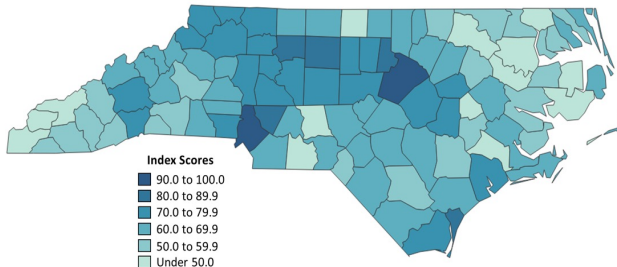 Index Scores
90.0 to 100.0
80.0 to 89.9
70.0 to 79.9
60.0 to 69.9
50.0 to 59.9
Under 50.0